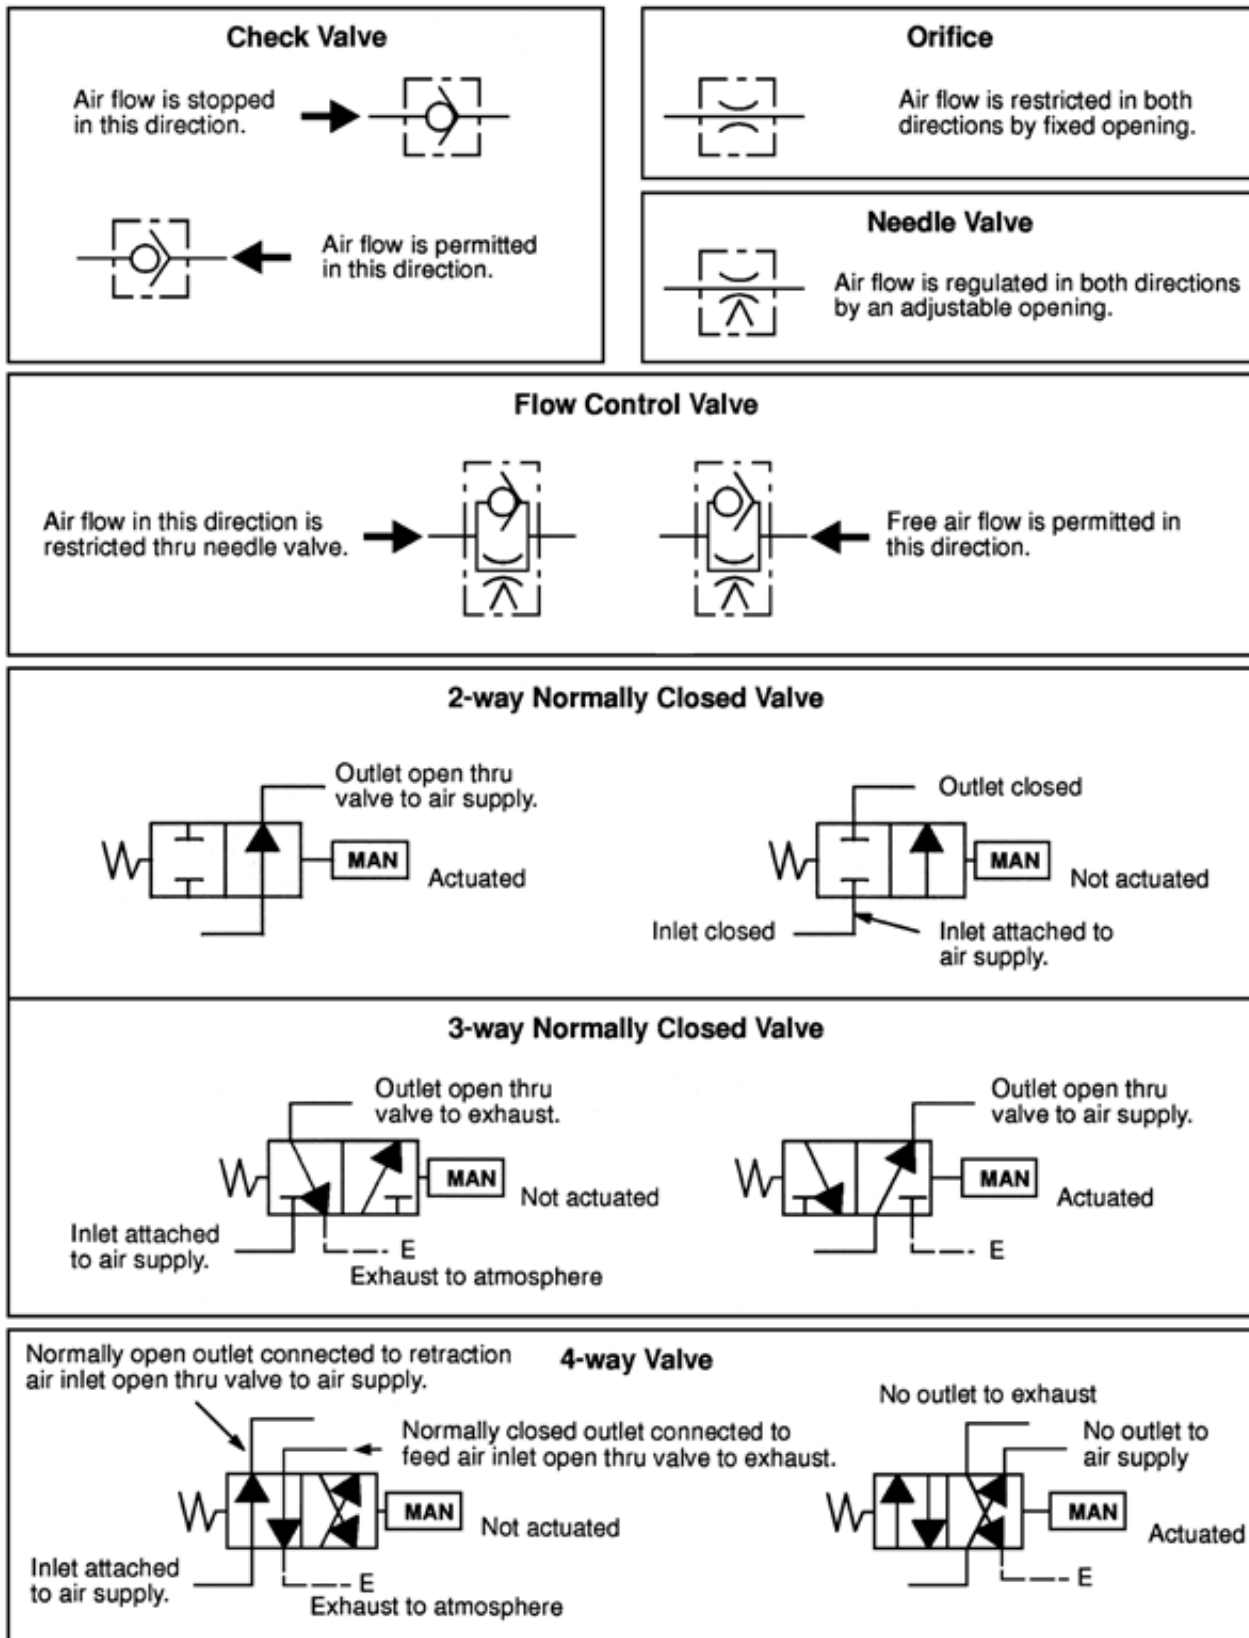 Check Valve
Air flow is stopped
in this direction.
Air flow is permitted
in this direction.
Orifice
Air flow is restricted in both
directions by fixed opening.
Needle Valve
Air flow is regulated in both directions
by an adjustable opening.
Flow Control Valve
Air flow in this direction is
restricted thru needle valve.
Free air flow is permitted in
this direction.
2-way Normally Closed Valve
Outlet open thru
valve to air supply.
MAN
Actuated
Outlet closed
MAN
Not actuated
Inlet closed
Inlet attached to
air supply.
3-way Normally Closed Valve
Outlet open thru
valve to exhaust.
MAN
Not actuated
Inlet attached
to air supply.
E
Exhaust to atmosphere
Outlet open thru
valve to air supply.
MAN
Actuated
E
4-way Valve
Normally open outlet connected to retraction
air inlet open thru valve to air supply.
Normally closed outlet connected to
feed air inlet open thru valve to exhaust.
MAN
Not actuated
Inlet attached
to air supply.
E
Exhaust to atmosphere
No outlet to exhaust
No outlet to
air supply
MAN
Actuated
E